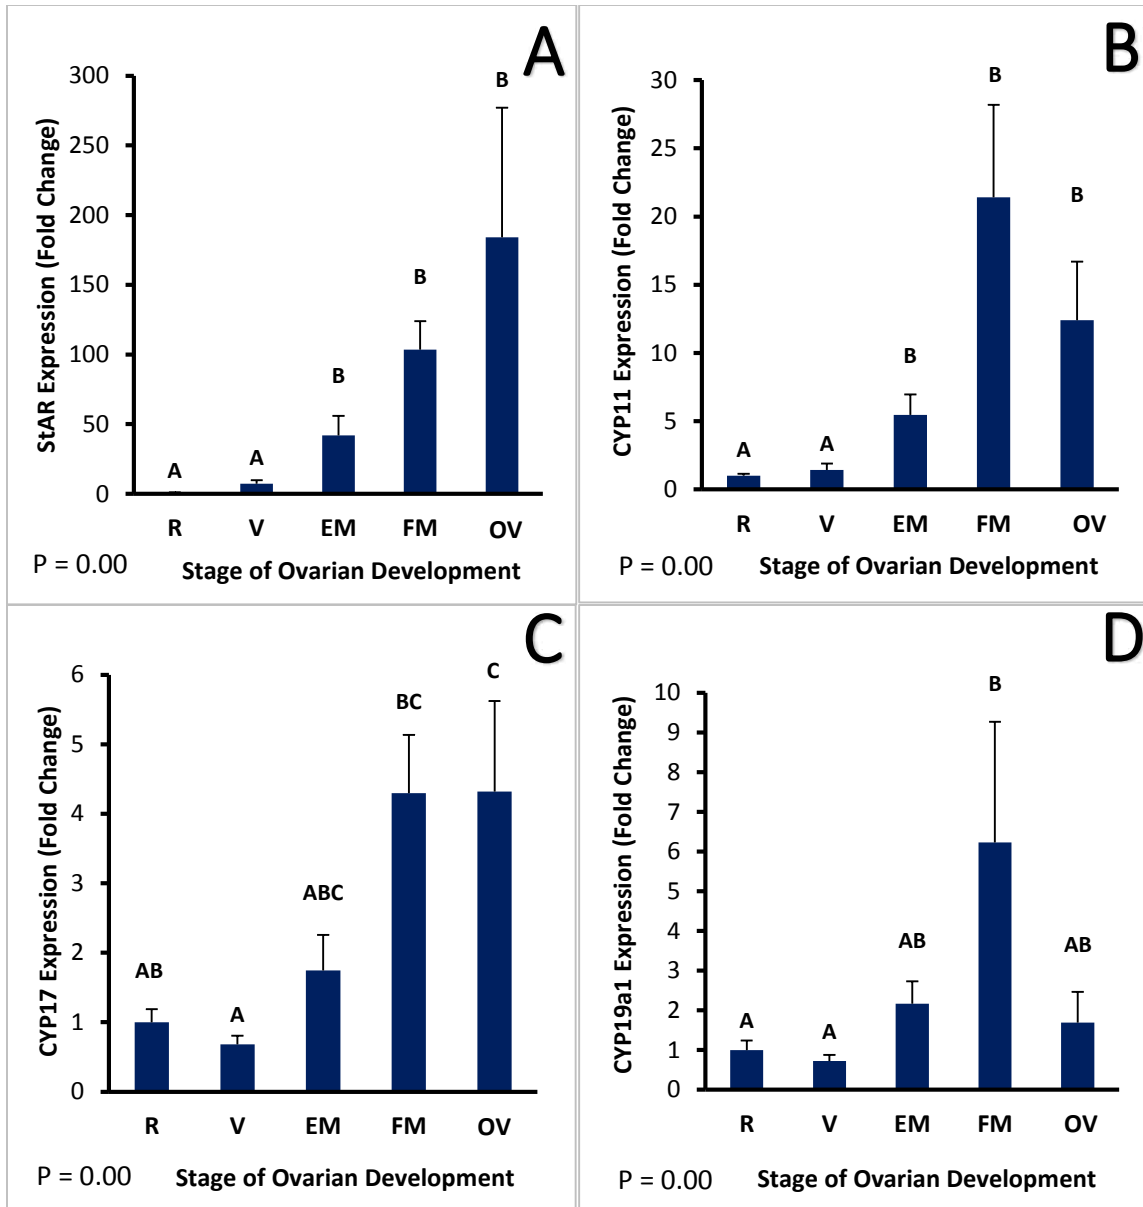 A
StAR Expression (Fold Change)
300
250
200
150
100
50
0
A
A
B
B
B
R V EM FM OV
P = 0.00 Stage of Ovarian Development
B
CYP11 Expression (Fold Change)
30
25
20
15
10
5
0
A
A
B
B
B
R V EM FM OV
P = 0.00 Stage of Ovarian Development
C
CYP17 Expression (Fold Change)
6
5
4
3
2
1
0
AB
A
ABC
BC
C
R V EM FM OV
P = 0.00 Stage of Ovarian Development
D
CYP19a1 Expression (Fold Change)
10
9
8
7
6
5
4
3
2
1
0
A
A
AB
B
AB
R V EM FM OV
P = 0.00 Stage of Ovarian Development